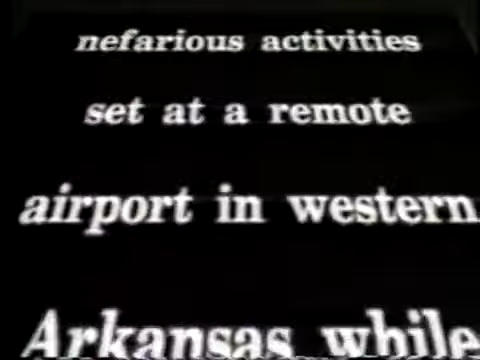 nefarious activities
set at a remote
airport in western
Arkansas while